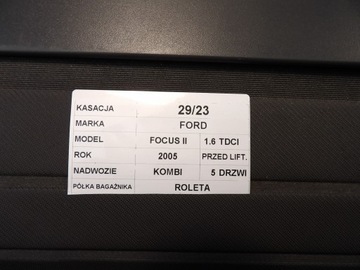 KASACJA 29/23
MARKA FORD
MODEL FOCUS II 1.6 TDCI
ROK 2005 PRZED LIFT.
NADWOZIE KOMBI 5 DRZWI
PÓŁKA BAGAŻNIKA ROLETA